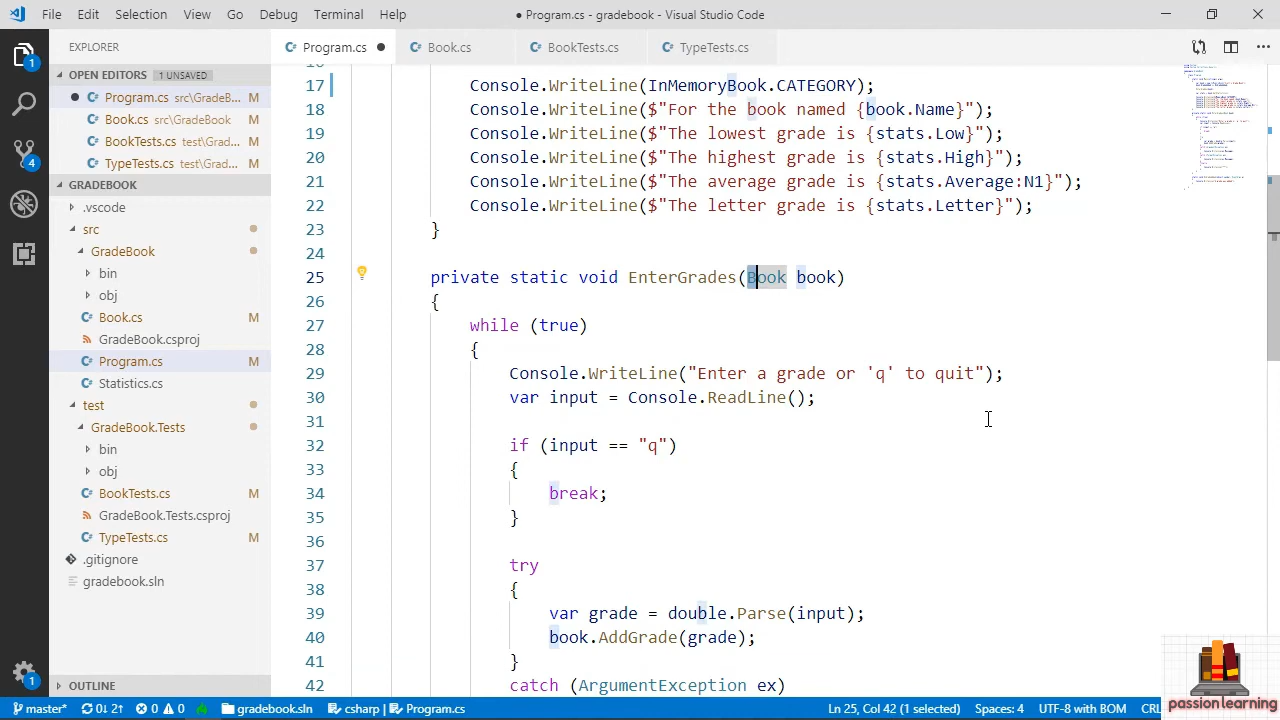 File Edit Selection View Go Debug Terminal Help
● Program.cs - gradebook - Visual Studio Code
EXPLORER
OPEN EDITORS 1 UNSAVED
Program.cs src\GradeB... M
Book.cs src\GradeBook M
BookTests.cs test\Grad... M
TypeTests.cs test\Grad... M
GRADEBOOK
.vscode
src
GradeBook
bin
obj
Book.cs M
GradeBook.csproj
Program.cs M
Statistics.cs
test
GradeBook.Tests
bin
obj
BookTests.cs M
GradeBook.Tests.csproj
TypeTests.cs M
.gitignore
gradebook.sln
OUTLINE
1
4
1
Program.cs ● Book.cs BookTests.cs TypeTests.cs
16
17 Console.WriteLine(InMemoryBook.CATEGORY);
18 Console.WriteLine($"For the book named {book.Name}");
19 Console.WriteLine($"The lowest grade is {stats.Low}");
20 Console.WriteLine($"The highest grade is {stats.High}");
21 Console.WriteLine($"The average grade is {stats.Average:N1}");
22 Console.WriteLine($"The letter grade is {stats.Letter}");
23 }
24
25 private static void EnterGrades(Book book)
26 {
27 while (true)
28 {
29 Console.WriteLine("Enter a grade or 'q' to quit");
30 var input = Console.ReadLine();
31
32 if (input == "q")
33 {
34 break;
35 }
36
37 try
38 {
39 var grade = double.Parse(input);
40 book.AddGrade(grade);
41 }
42 catch (ArgumentException ex)
passion learning
master* 0↓ 2↑ 0 0 gradebook.sln csharp | Program.cs Ln 25, Col 42 (1 selected) Spaces: 4 UTF-8 with BOM CRL